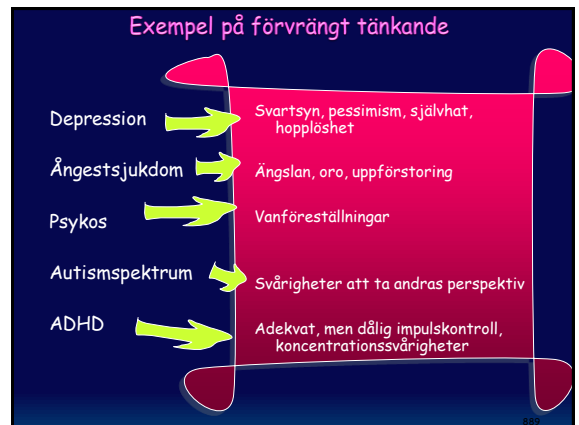 Exempel på förvrängt tänkande
Depression
Svartsyn, pessimism, självhat,
hopplöshet
Ångestsjukdom
Ängslan, oro, uppförstoring
Psykos
Vanföreställningar
Autismspektrum
Svårigheter att ta andras perspektiv
ADHD
Adekvat, men dålig impulskontroll,
koncentrationssvårigheter
889